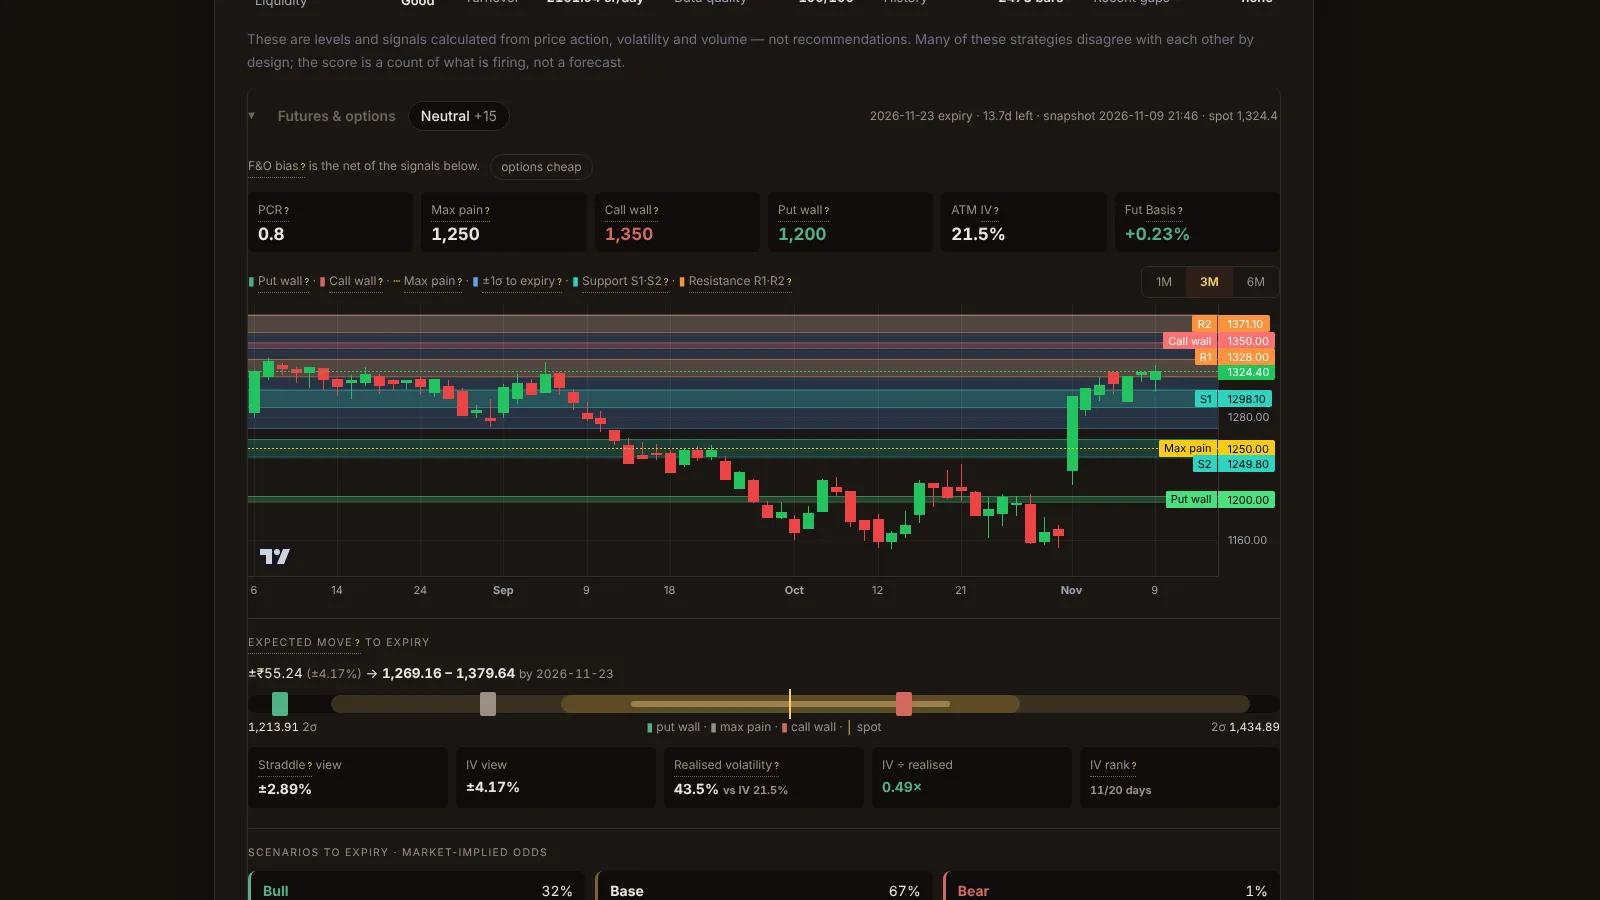 Liquidity Good Turnover Data quality 100/100 History Recent gaps none
These are levels and signals calculated from price action, volatility and volume — not recommendations. Many of these strategies disagree with each other by
design; the score is a count of what is firing, not a forecast.
▾ Futures & options Neutral +15 2026-11-23 expiry · 13.7d left · snapshot 2026-11-09 21:46 · spot 1,324.4
F&O bias? is the net of the signals below. options cheap
PCR? Max pain? Call wall? Put wall? ATM IV? Fut Basis?
0.8 1,250 1,350 1,200 21.5% +0.23%
Put wall? · Call wall? · Max pain? · ±1σ to expiry? · Support S1·S2? · Resistance R1·R2? 1M 3M 6M
R2 1371.10
Call wall 1350.00
R1 1328.00
1324.40
S1 1298.10
1280.00
Max pain 1250.00
S2 1249.80
Put wall 1200.00
1160.00
6 14 24 Sep 9 18 Oct 12 21 Nov 9
EXPECTED MOVE? TO EXPIRY
±₹55.24 (±4.17%) → 1,269.16 – 1,379.64 by 2026-11-23
1,213.91 2σ put wall · max pain · call wall · spot 2σ 1,434.89
Straddle? view IV view Realised volatility? IV ÷ realised IV rank?
±2.89% ±4.17% 43.5% vs IV 21.5% 0.49× 11/20 days
SCENARIOS TO EXPIRY · MARKET-IMPLIED ODDS
Bull 32% Base 67% Bear 1%